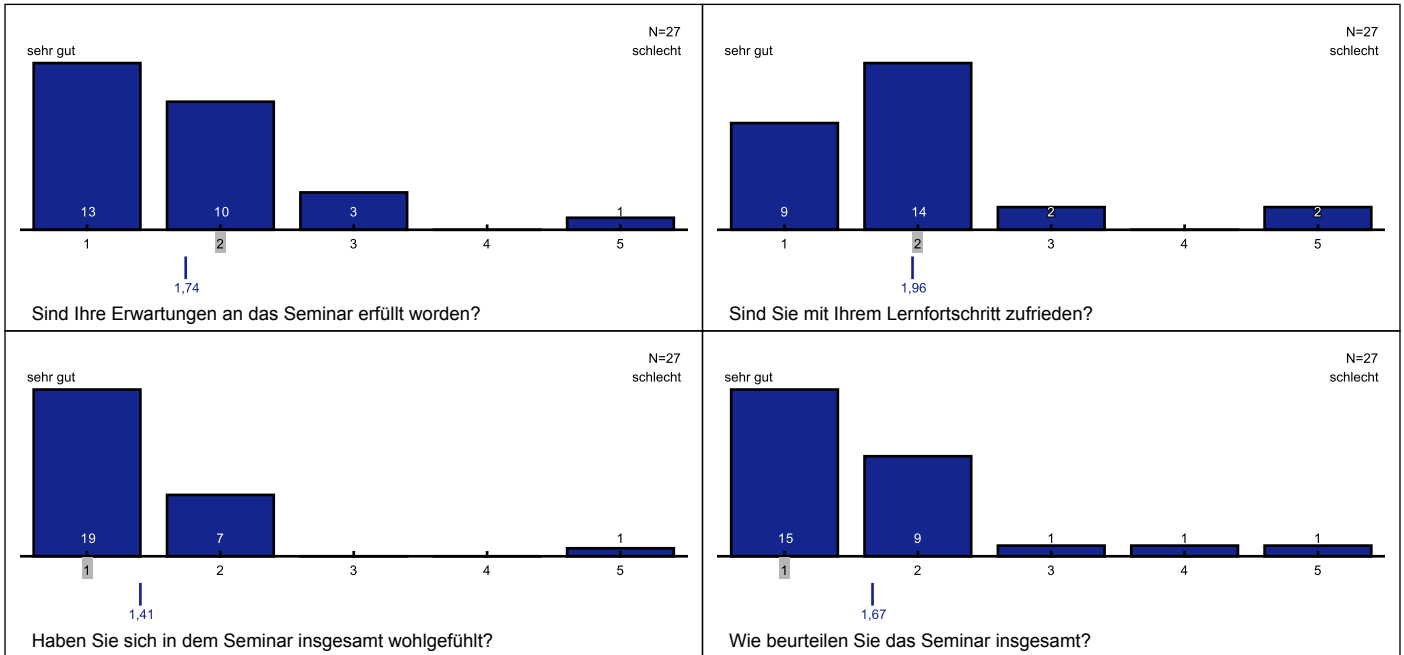 N=27
sehr gut schlecht
13 10 3 1
1 2 3 4 5
1,74
Sind Ihre Erwartungen an das Seminar erfüllt worden?
N=27
sehr gut schlecht
9 14 2 2
1 2 3 4 5
1,96
Sind Sie mit Ihrem Lernfortschritt zufrieden?
N=27
sehr gut schlecht
19 7 1
1 2 3 4 5
1,41
Haben Sie sich in dem Seminar insgesamt wohlgefühlt?
N=27
sehr gut schlecht
15 9 1 1 1
1 2 3 4 5
1,67
Wie beurteilen Sie das Seminar insgesamt?